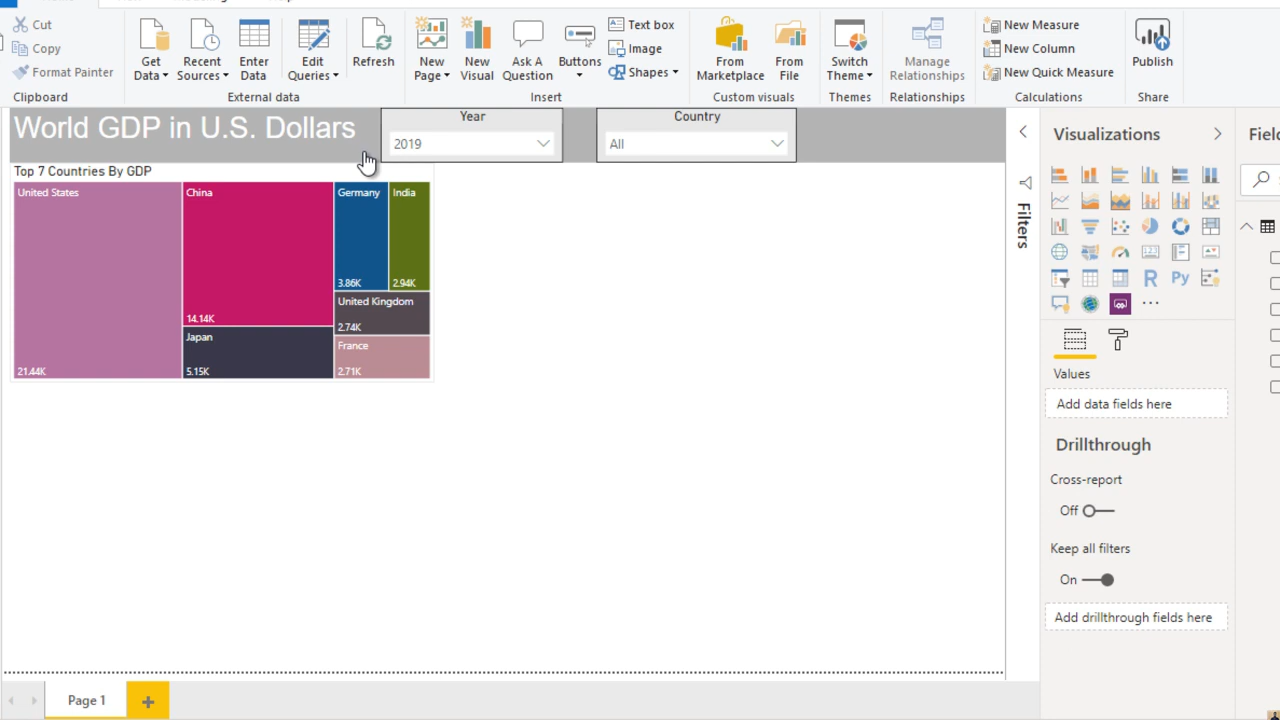 Cut
Copy
Format Painter
Clipboard
Get Data
Recent Sources
Enter Data
Edit Queries
Refresh
External data
New Page
New Visual
Ask A Question
Buttons
Text box
Image
Shapes
Insert
From Marketplace
From File
Custom visuals
Switch Theme
Themes
Manage Relationships
Relationships
New Measure
New Column
New Quick Measure
Calculations
Publish
Share
World GDP in U.S. Dollars
Year
2019
Country
All
Top 7 Countries By GDP
United States
21.44K
China
14.14K
Japan
5.15K
Germany
3.86K
India
2.94K
United Kingdom
2.74K
France
2.71K
Filters
Visualizations
R
Py
Values
Add data fields here
Drillthrough
Cross-report
Off
Keep all filters
On
Add drillthrough fields here
Page 1